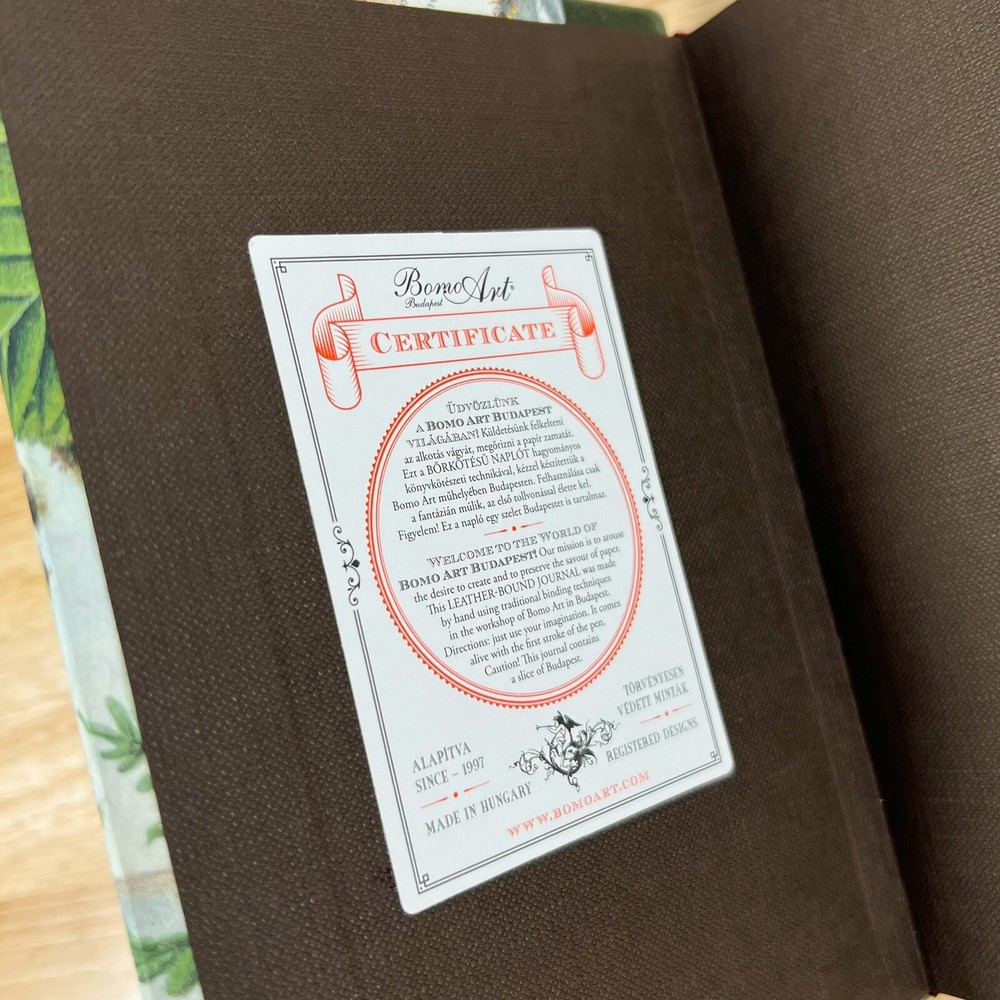 BomoArt®
Budapest
CERTIFICATE
ÜDVÖZLÜNK
A BOMO ART BUDAPEST
VILÁGÁBAN! Küldetésünk felkelteni
az alkotás vágyát, megőrizni a papír zamatát.
Ezt a BŐRKÖTÉSŰ NAPLÓT hagyományos
könyvkötészeti technikával, kézzel készítettük a
Bomo Art műhelyében Budapesten. Felhasználása csak
a fantázián múlik, az első tollvonással életre kel.
Figyelem! Ez a napló egy szelet Budapestet is tartalmaz.
WELCOME TO THE WORLD OF
BOMO ART BUDAPEST! Our mission is to arouse
the desire to create and to preserve the savour of paper.
This LEATHER-BOUND JOURNAL was made
by hand using traditional binding techniques
in the workshop of Bomo Art in Budapest.
Directions: just use your imagination. It comes
alive with the first stroke of the pen.
Caution! This journal contains
a slice of Budapest.
ALAPÍTVA
SINCE – 1997
MADE IN HUNGARY
TÖRVÉNYESEN
VÉDETT MINTÁK
REGISTERED DESIGNS
WWW.BOMOART.COM